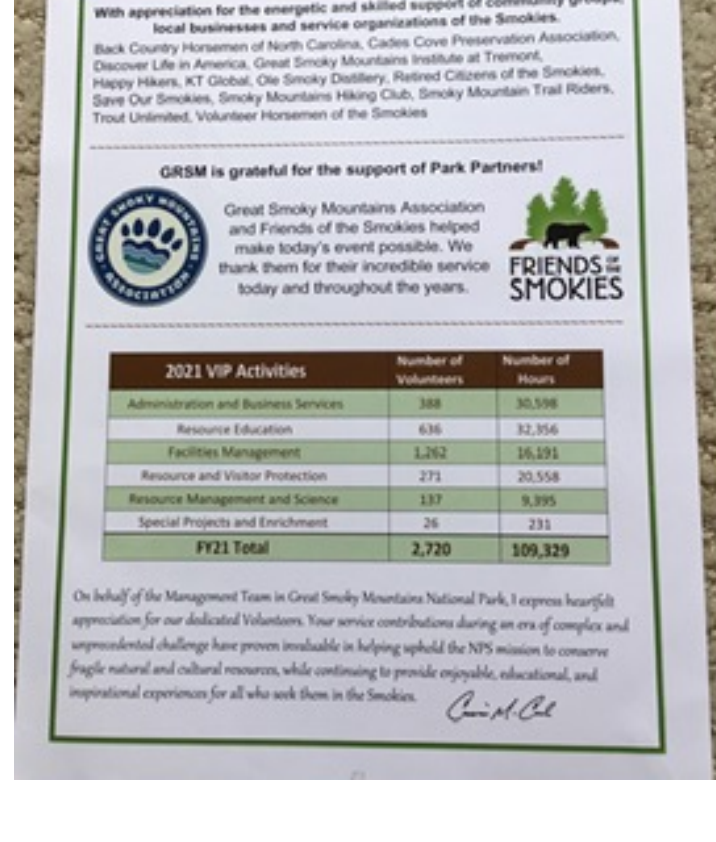 With appreciation for the energetic and skilled support of community groups,
local businesses and service organizations of the Smokies.
Back Country Horsemen of North Carolina, Cades Cove Preservation Association,
Discover Life in America, Great Smoky Mountains Institute at Tremont,
Happy Hikers, KT Global, Ole Smoky Distillery, Retired Citizens of the Smokies,
Save Our Smokies, Smoky Mountains Hiking Club, Smoky Mountain Trail Riders,
Trout Unlimited, Volunteer Horsemen of the Smokies
GRSM is grateful for the support of Park Partners!
GREAT SMOKY MOUNTAINS
ASSOCIATION
Great Smoky Mountains Association
and Friends of the Smokies helped
make today's event possible. We
thank them for their incredible service
today and throughout the years.
FRIENDS OF THE
SMOKIES
2021 VIP Activities Number of Volunteers Number of Hours
Administration and Business Services 388 30,598
Resource Education 636 32,356
Facilities Management 1,262 16,191
Resource and Visitor Protection 271 20,558
Resource Management and Science 137 9,395
Special Projects and Enrichment 26 231
FY21 Total 2,720 109,329
On behalf of the Management Team in Great Smoky Mountains National Park, I express heartfelt
appreciation for our dedicated Volunteers. Your service contributions during an era of complex and
unprecedented challenge have proven invaluable in helping uphold the NPS mission to conserve
fragile natural and cultural resources, while continuing to provide enjoyable, educational, and
inspirational experiences for all who seek them in the Smokies.